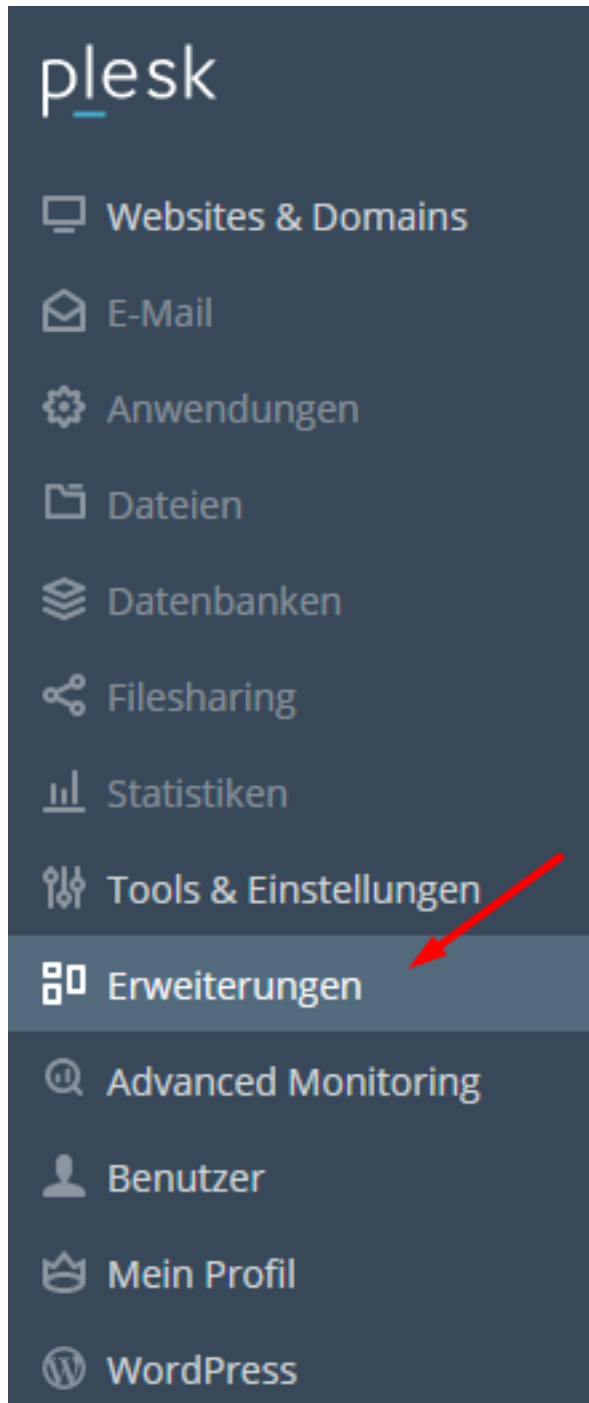 plesk
Websites & Domains
E-Mail
Anwendungen
Dateien
Datenbanken
Filesharing
Statistiken
Tools & Einstellungen
Erweiterungen
Advanced Monitoring
Benutzer
Mein Profil
WordPress